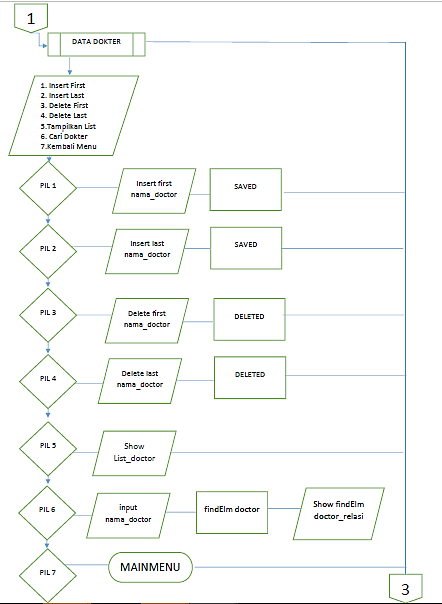 1
DATA DOKTER
1. Insert First
2. Insert Last
3. Delete First
4. Delete Last
5.Tampilkan List
6. Cari Dokter
7.Kembali Menu
PIL 1
Insert first
nama_doctor
SAVED
PIL 2
Insert last
nama_doctor
SAVED
PIL 3
Delete first
nama_doctor
DELETED
PIL 4
Delete last
nama_doctor
DELETED
PIL 5
Show
List_doctor
PIL 6
input
nama_doctor
findElm doctor
Show findElm
doctor_relasi
PIL 7
MAINMENU
3